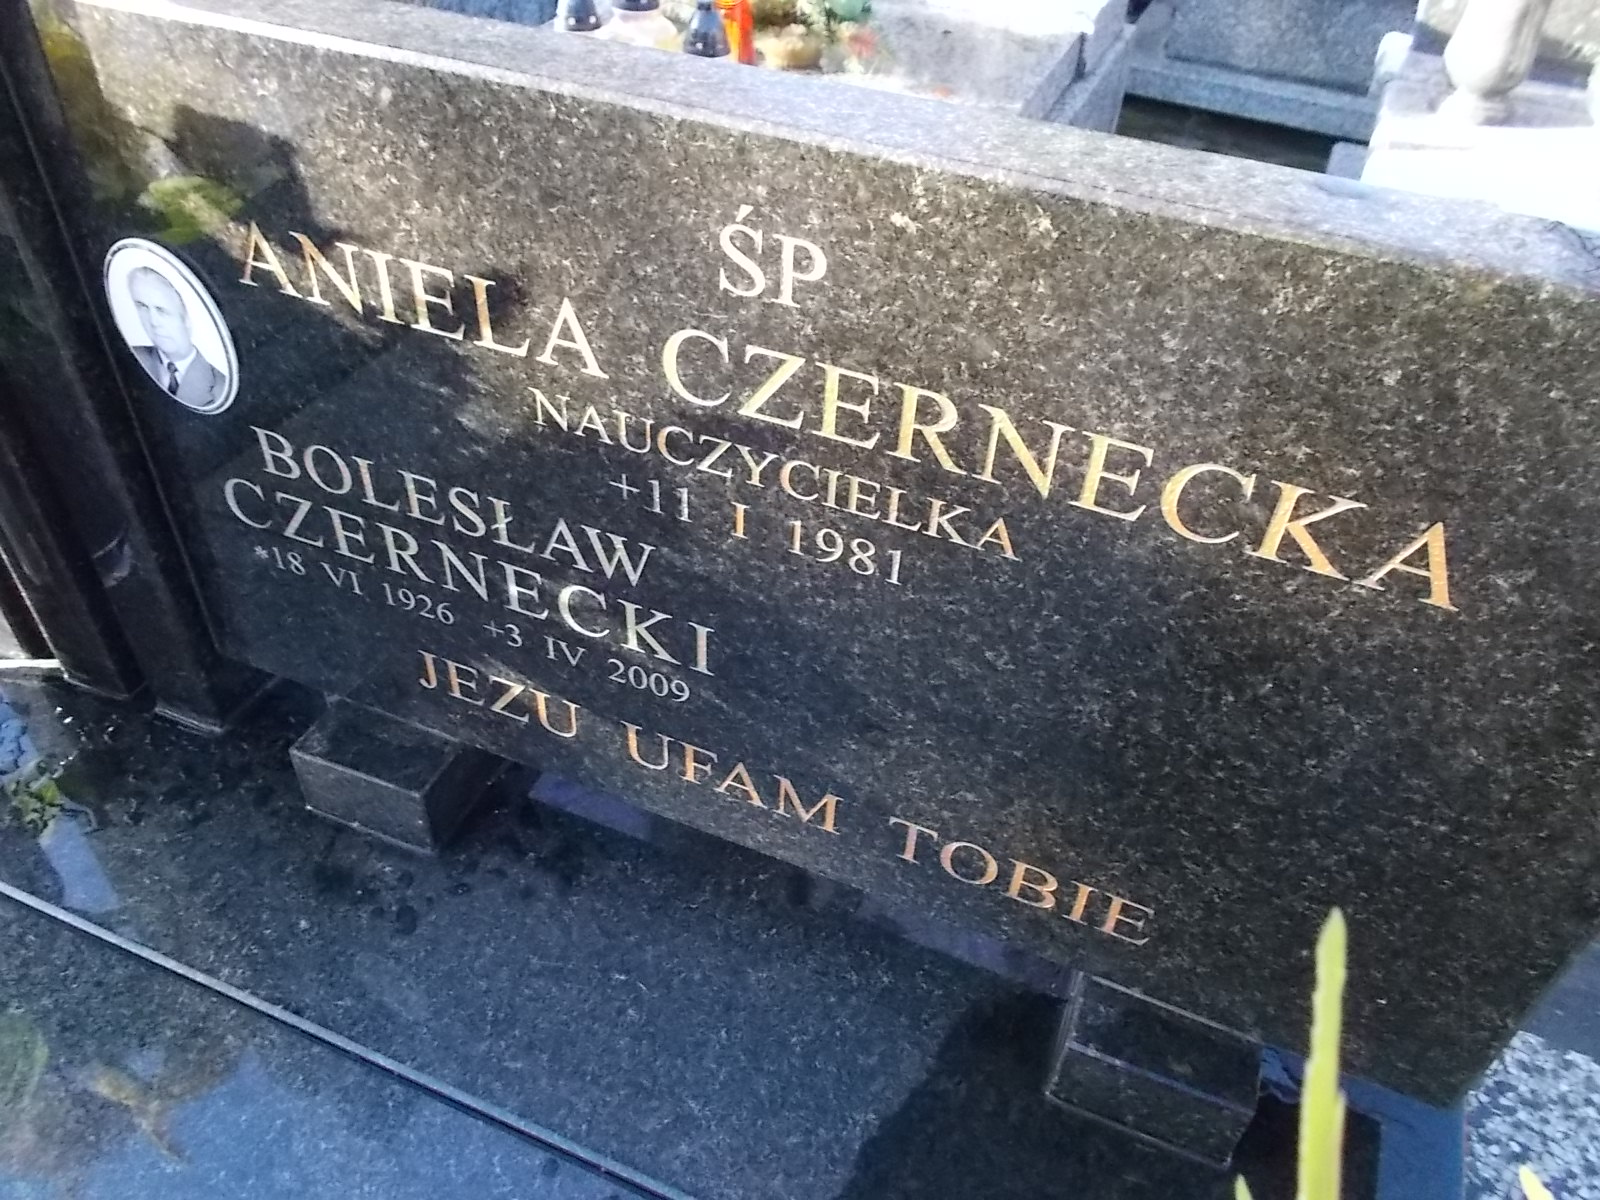 ŚP
ANIELA CZERNECKA
NAUCZYCIELKA
+11 I 1981
BOLESŁAW
CZERNECKI
*18 VI 1926 +3 IV 2009
JEZU UFAM TOBIE